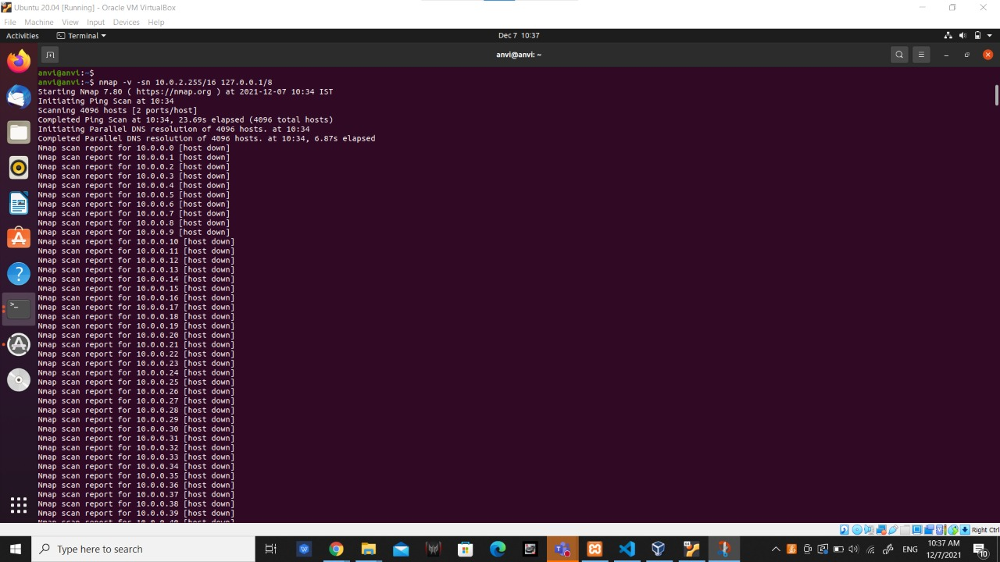 Ubuntu 20.04 [Running] - Oracle VM VirtualBox
File Machine View Input Devices Help
Activities Terminal Dec 7 10:37
anvi@anvi: ~
anvi@anvi:~$
anvi@anvi:~$ nmap -v -sn 10.0.2.255/16 127.0.0.1/8
Starting Nmap 7.80 ( https://nmap.org ) at 2021-12-07 10:34 IST
Initiating Ping Scan at 10:34
Scanning 4096 hosts [2 ports/host]
Completed Ping Scan at 10:34, 23.69s elapsed (4096 total hosts)
Initiating Parallel DNS resolution of 4096 hosts. at 10:34
Completed Parallel DNS resolution of 4096 hosts. at 10:34, 6.87s elapsed
Nmap scan report for 10.0.0.0 [host down]
Nmap scan report for 10.0.0.1 [host down]
Nmap scan report for 10.0.0.2 [host down]
Nmap scan report for 10.0.0.3 [host down]
Nmap scan report for 10.0.0.4 [host down]
Nmap scan report for 10.0.0.5 [host down]
Nmap scan report for 10.0.0.6 [host down]
Nmap scan report for 10.0.0.7 [host down]
Nmap scan report for 10.0.0.8 [host down]
Nmap scan report for 10.0.0.9 [host down]
Nmap scan report for 10.0.0.10 [host down]
Nmap scan report for 10.0.0.11 [host down]
Nmap scan report for 10.0.0.12 [host down]
Nmap scan report for 10.0.0.13 [host down]
Nmap scan report for 10.0.0.14 [host down]
Nmap scan report for 10.0.0.15 [host down]
Nmap scan report for 10.0.0.16 [host down]
Nmap scan report for 10.0.0.17 [host down]
Nmap scan report for 10.0.0.18 [host down]
Nmap scan report for 10.0.0.19 [host down]
Nmap scan report for 10.0.0.20 [host down]
Nmap scan report for 10.0.0.21 [host down]
Nmap scan report for 10.0.0.22 [host down]
Nmap scan report for 10.0.0.23 [host down]
Nmap scan report for 10.0.0.24 [host down]
Nmap scan report for 10.0.0.25 [host down]
Nmap scan report for 10.0.0.26 [host down]
Nmap scan report for 10.0.0.27 [host down]
Nmap scan report for 10.0.0.28 [host down]
Nmap scan report for 10.0.0.29 [host down]
Nmap scan report for 10.0.0.30 [host down]
Nmap scan report for 10.0.0.31 [host down]
Nmap scan report for 10.0.0.32 [host down]
Nmap scan report for 10.0.0.33 [host down]
Nmap scan report for 10.0.0.34 [host down]
Nmap scan report for 10.0.0.35 [host down]
Nmap scan report for 10.0.0.36 [host down]
Nmap scan report for 10.0.0.37 [host down]
Nmap scan report for 10.0.0.38 [host down]
Nmap scan report for 10.0.0.39 [host down]
Nmap scan report for 10.0.0.40 [host down]
Right Ctrl
Type here to search
ENG
10:37 AM
12/7/2021
10